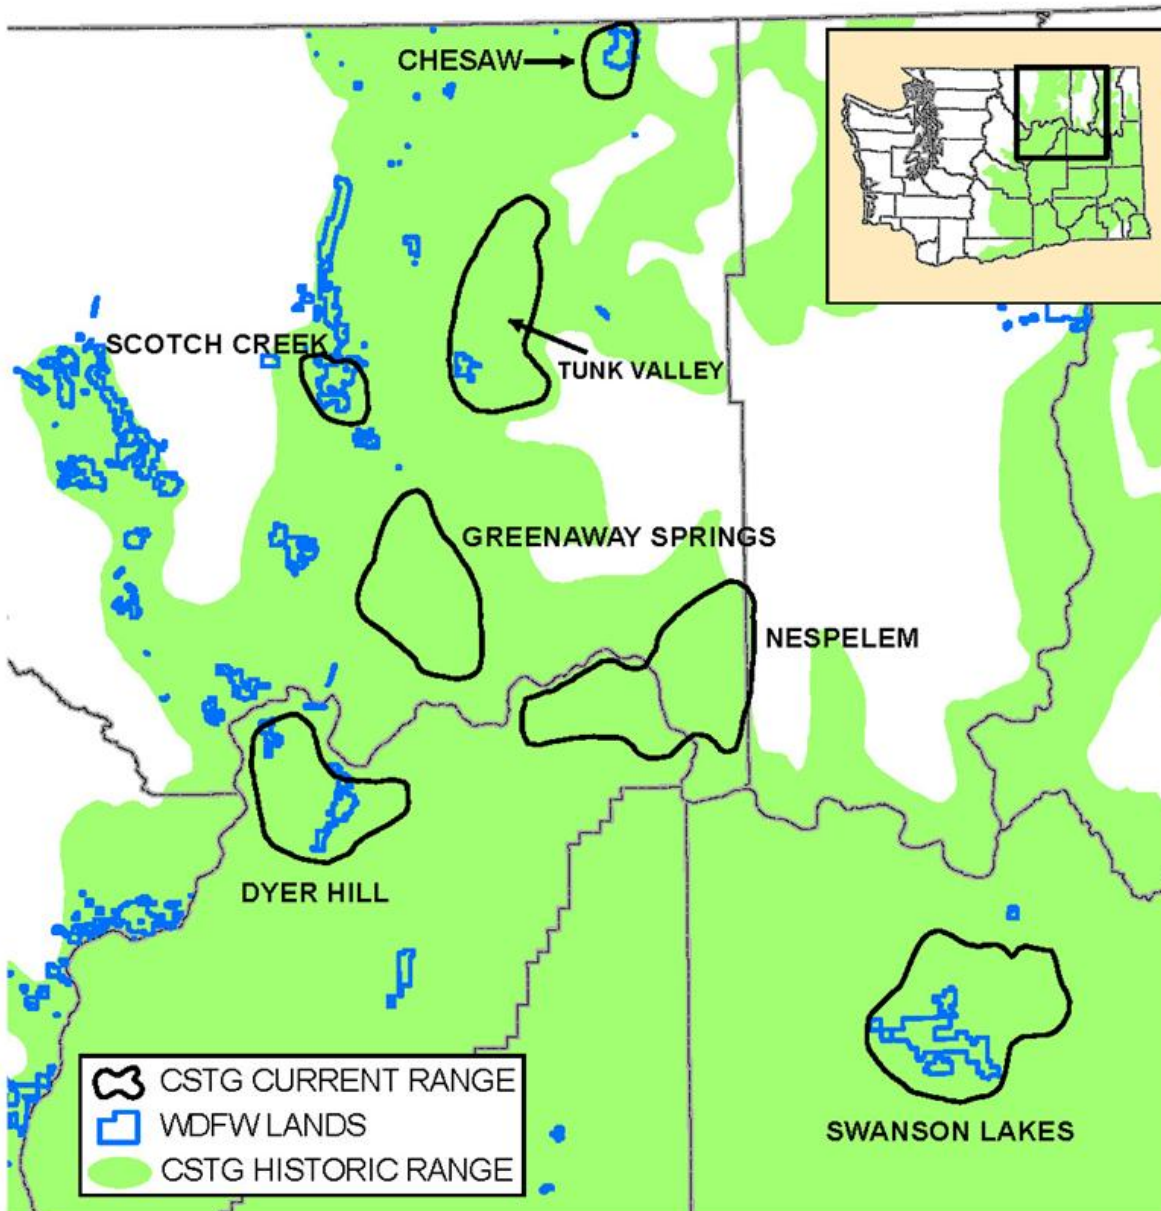 CHESAW
SCOTCH CREEK
TUNK VALLEY
GREENAWAY SPRINGS
NESPELEM
DYER HILL
SWANSON LAKES
CSTG CURRENT RANGE
WDFW LANDS
CSTG HISTORIC RANGE